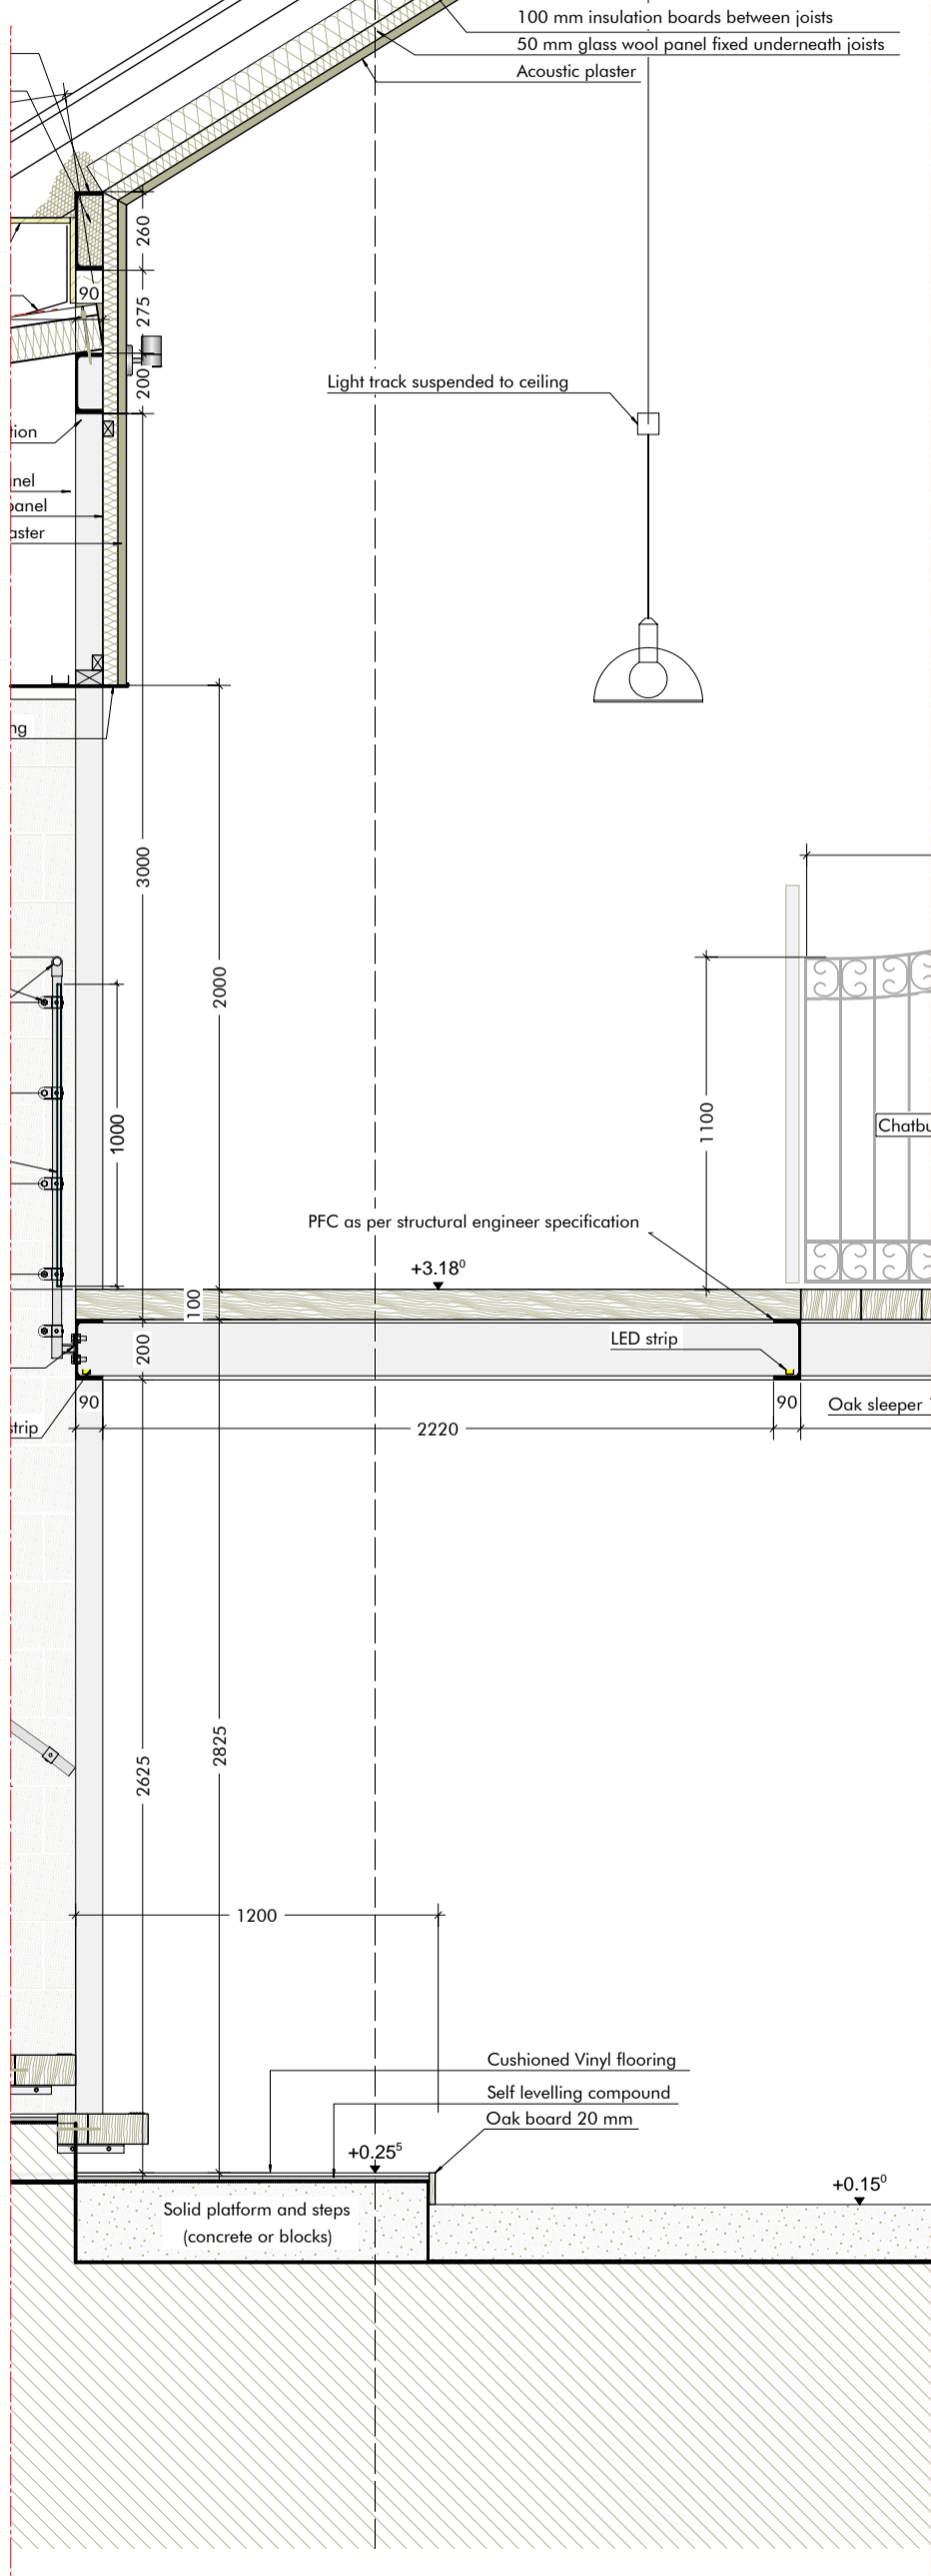 100 mm insulation boards between joists
50 mm glass wool panel fixed underneath joists
Acoustic plaster
260
90
275
200
Light track suspended to ceiling
tion
nel
panel
aster
ng
3000
2000
1000
1100
Chatbu
PFC as per structural engineer specification
+3.18⁰
100
200
LED strip
90
90
Oak sleeper
strip
2220
2625
2825
1200
Cushioned Vinyl flooring
Self levelling compound
Oak board 20 mm
+0.25⁵
+0.15⁰
Solid platform and steps
(concrete or blocks)